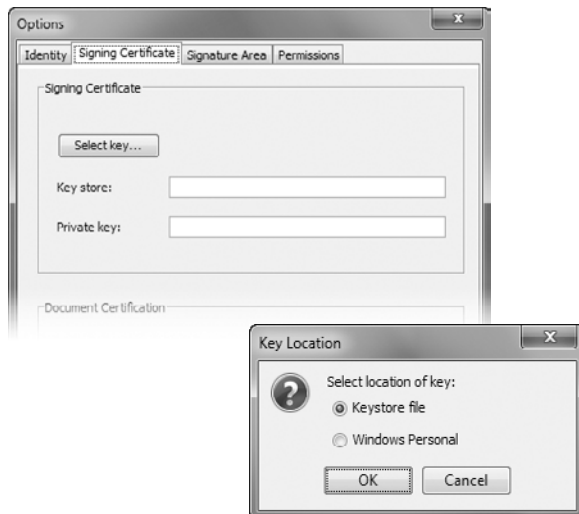 Options
Identity Signing Certificate Signature Area Permissions
Signing Certificate
Select key...
Key store:
Private key:
Document Certification
Key Location
Select location of key:
Keystore file
Windows Personal
OK Cancel